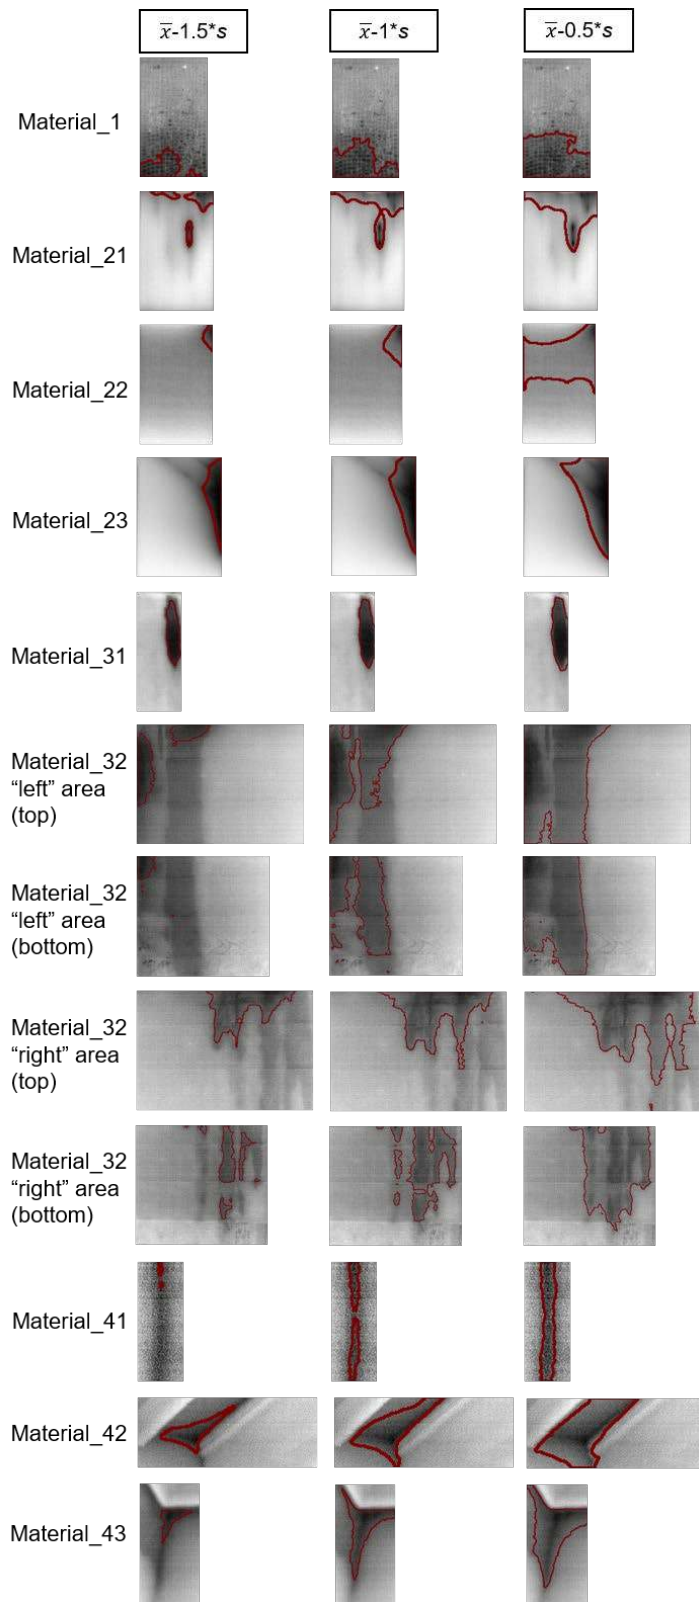 x̅-1.5*s
x̅-1*s
x̅-0.5*s
Material_1
Material_21
Material_22
Material_23
Material_31
Material_32
“left” area
(top)
Material_32
“left” area
(bottom)
Material_32
“right” area
(top)
Material_32
“right” area
(bottom)
Material_41
Material_42
Material_43